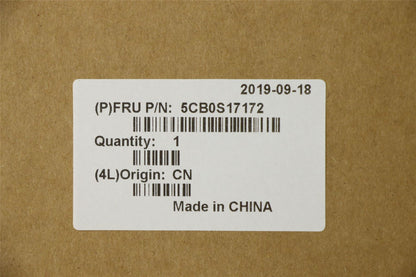 2019-09-18
(P)FRU P/N: 5CB0S17172
Quantity: 1
(4L)Origin: CN
Made in CHINA